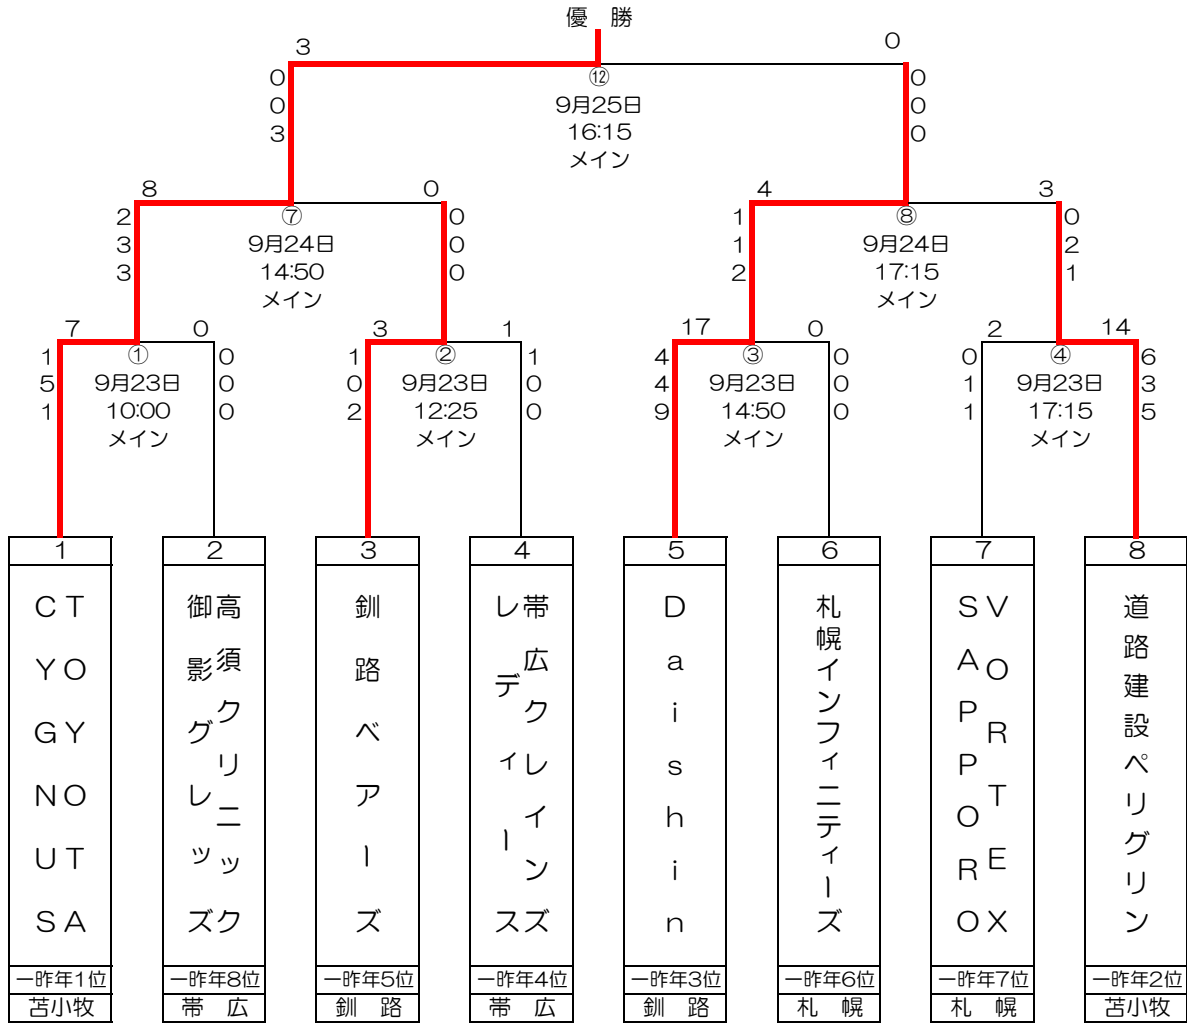 優　勝
3
0
⑫
0
0
3
9月25日
16:15
メイン
0
0
0
8
0
4
3
⑦
⑧
2
3
3
9月24日
14:50
メイン
0
0
0
1
1
2
9月24日
17:15
メイン
0
2
1
7
0
3
1
17
0
2
14
①
②
③
④
1
5
1
9月23日
10:00
メイン
0
0
0
1
0
2
9月23日
12:25
メイン
1
0
0
4
4
9
9月23日
14:50
メイン
0
0
0
0
1
1
9月23日
17:15
メイン
6
3
5
1
TOYOTA
CYGNUS
一昨年1位
苫小牧
2
高須クリニック
御影グレッズ
一昨年8位
帯　広
3
釧路ベアーズ
一昨年5位
釧　路
4
帯広クレインズ
レディース
一昨年4位
帯　広
5
Daishin
一昨年3位
釧　路
6
札幌インフィニティーズ
一昨年6位
札　幌
7
VORTEX
SAPPORO
一昨年7位
札　幌
8
道路建設ペリグリン
一昨年2位
苫小牧